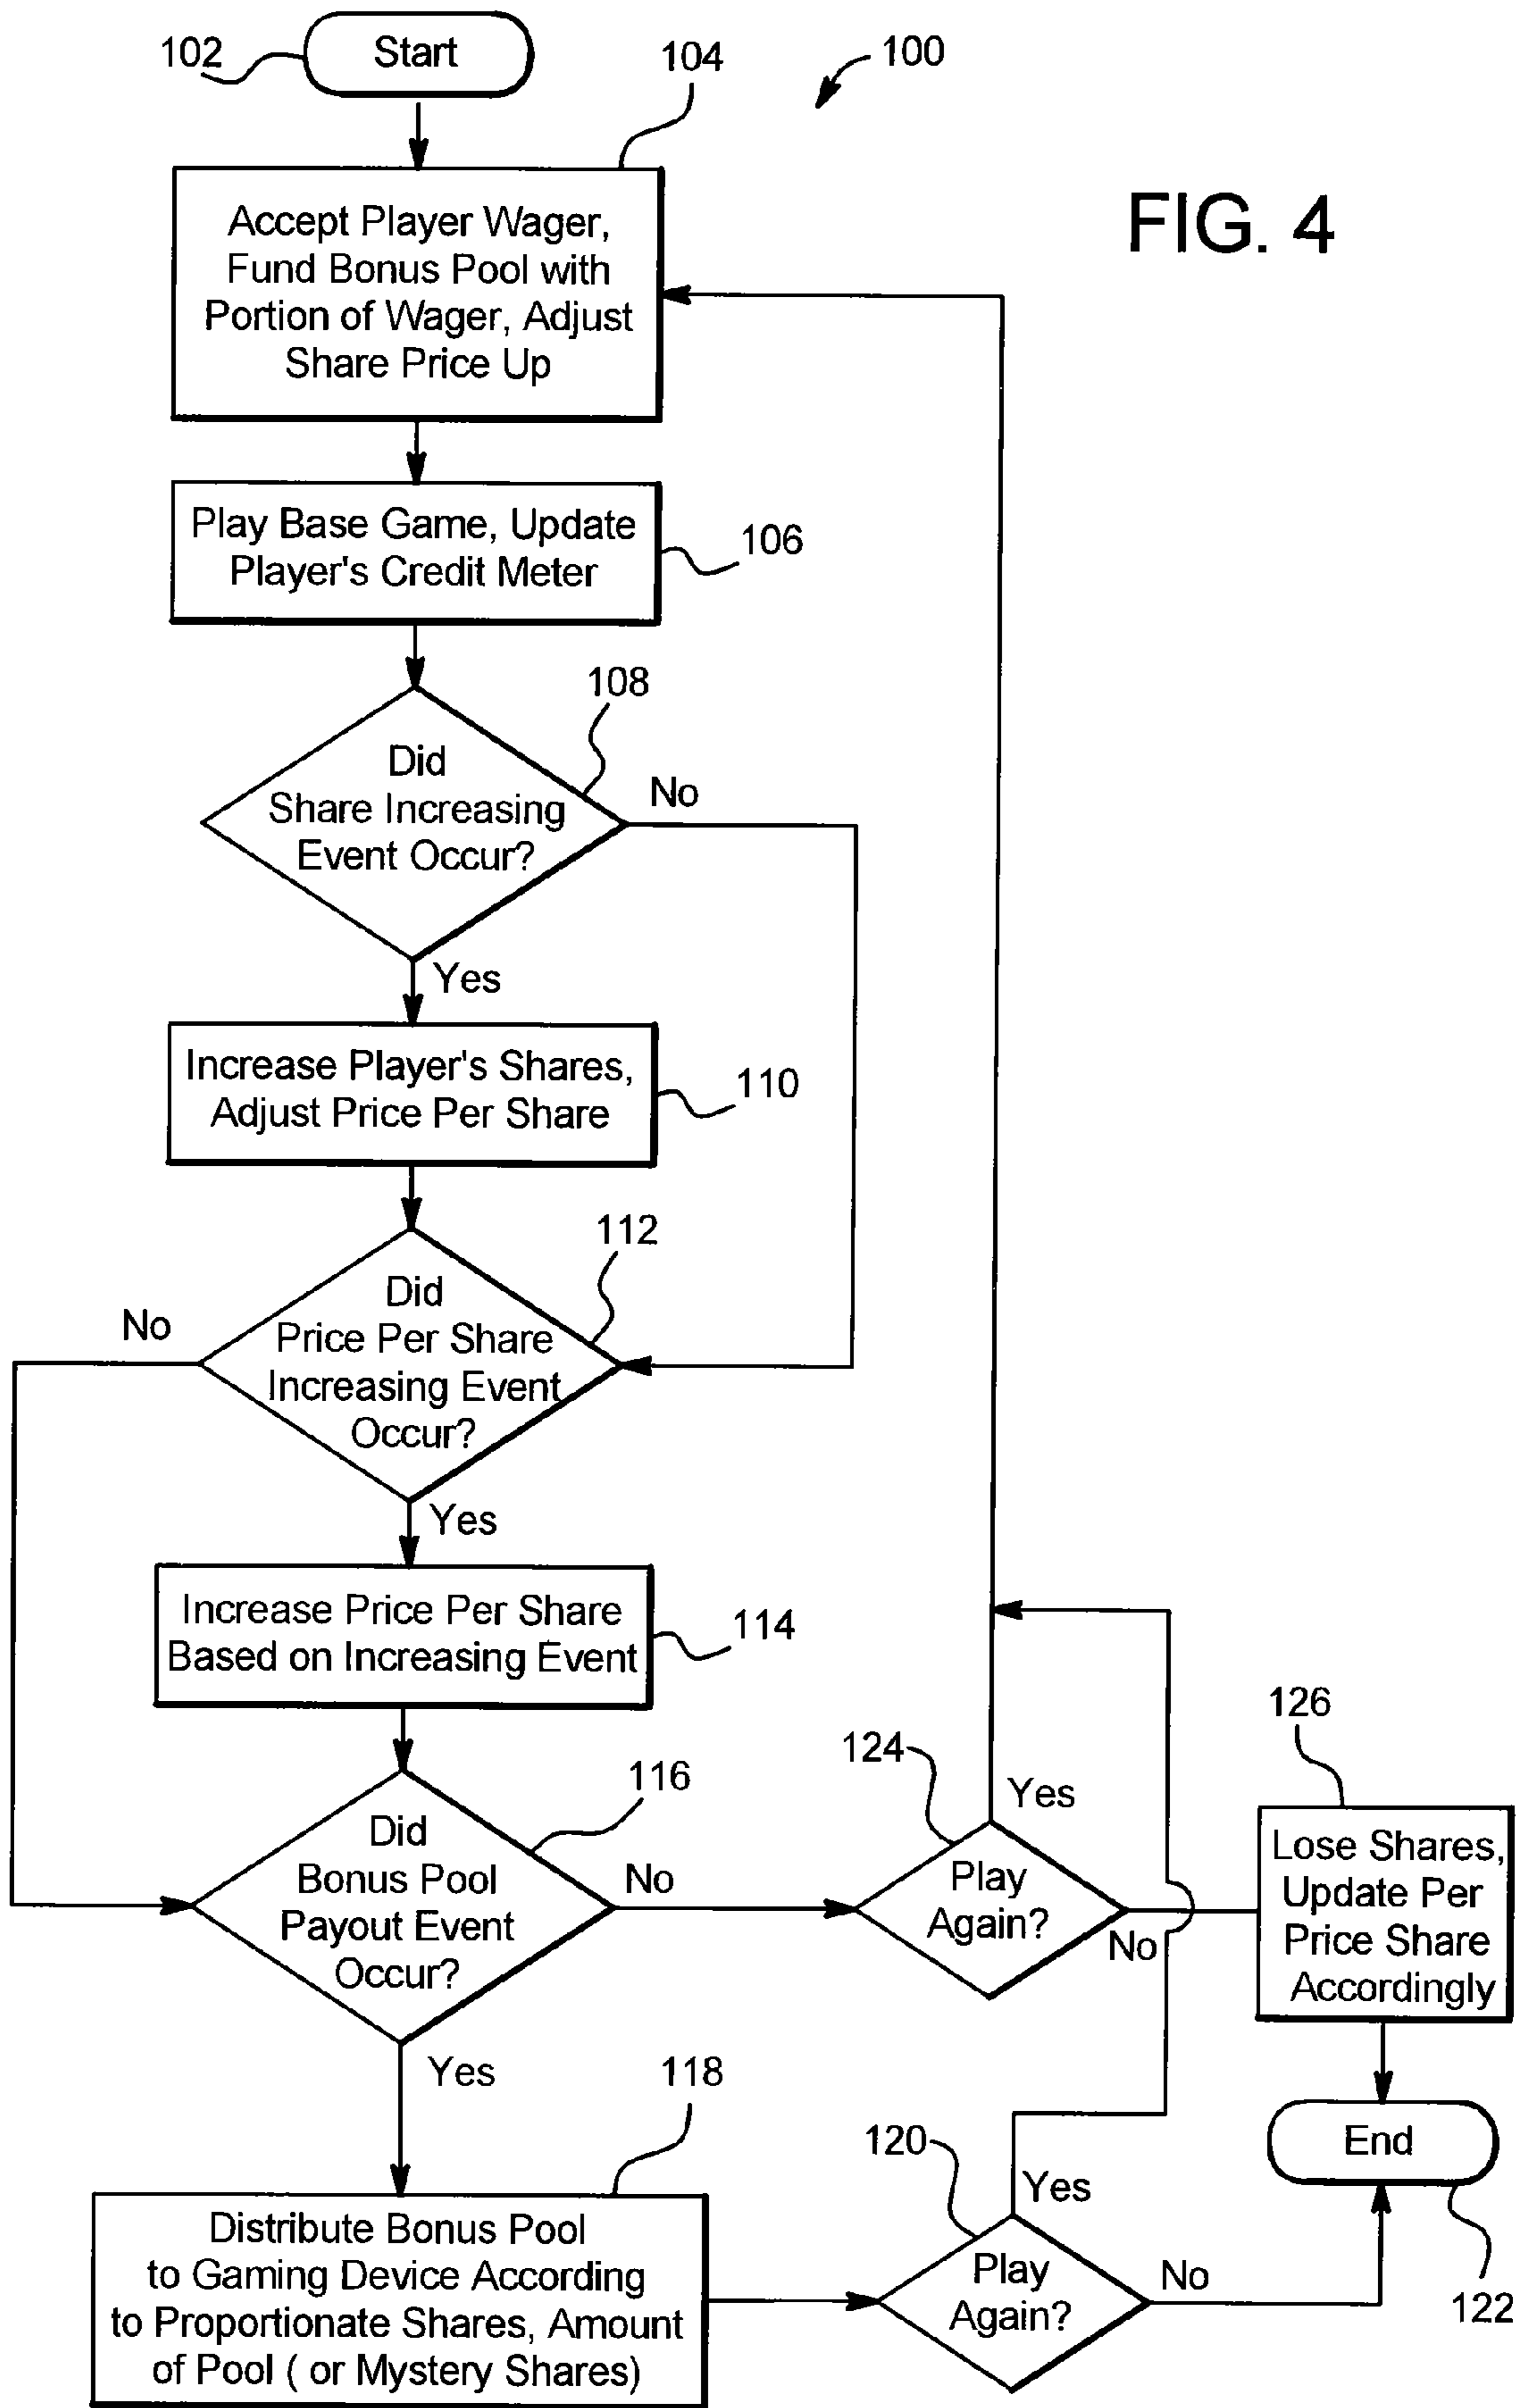 102
Start
104
100
FIG. 4
Accept Player Wager,
Fund Bonus Pool with
Portion of Wager, Adjust
Share Price Up
Play Base Game, Update
Player's Credit Meter
106
108
Did
Share Increasing
Event Occur?
No
Yes
Increase Player's Shares,
Adjust Price Per Share
110
112
Did
Price Per Share
Increasing Event
Occur?
No
Yes
Increase Price Per Share
Based on Increasing Event
114
116
Did
Bonus Pool
Payout Event
Occur?
No
Yes
124
Play
Again?
Yes
No
126
Lose Shares,
Update Per
Price Share
Accordingly
End
122
118
Distribute Bonus Pool
to Gaming Device According
to Proportionate Shares, Amount
of Pool ( or Mystery Shares)
120
Play
Again?
Yes
No